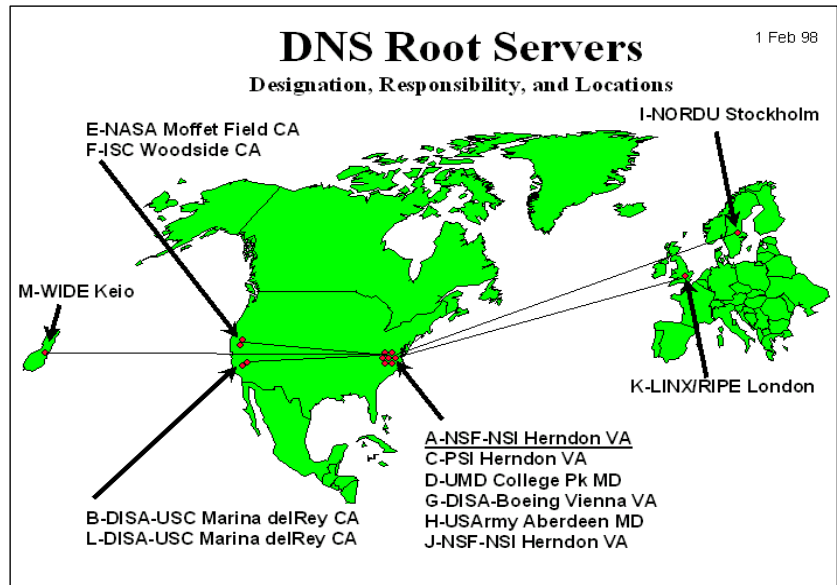 DNS Root Servers
1 Feb 98
Designation, Responsibility, and Locations
E-NASA Moffet Field CA
F-ISC Woodside CA
I-NORDU Stockholm
M-WIDE Keio
K-LINX/RIPE London
A-NSF-NSI Herndon VA
C-PSI Herndon VA
D-UMD College Pk MD
G-DISA-Boeing Vienna VA
H-USArmy Aberdeen MD
J-NSF-NSI Herndon VA
B-DISA-USC Marina delRey CA
L-DISA-USC Marina delRey CA